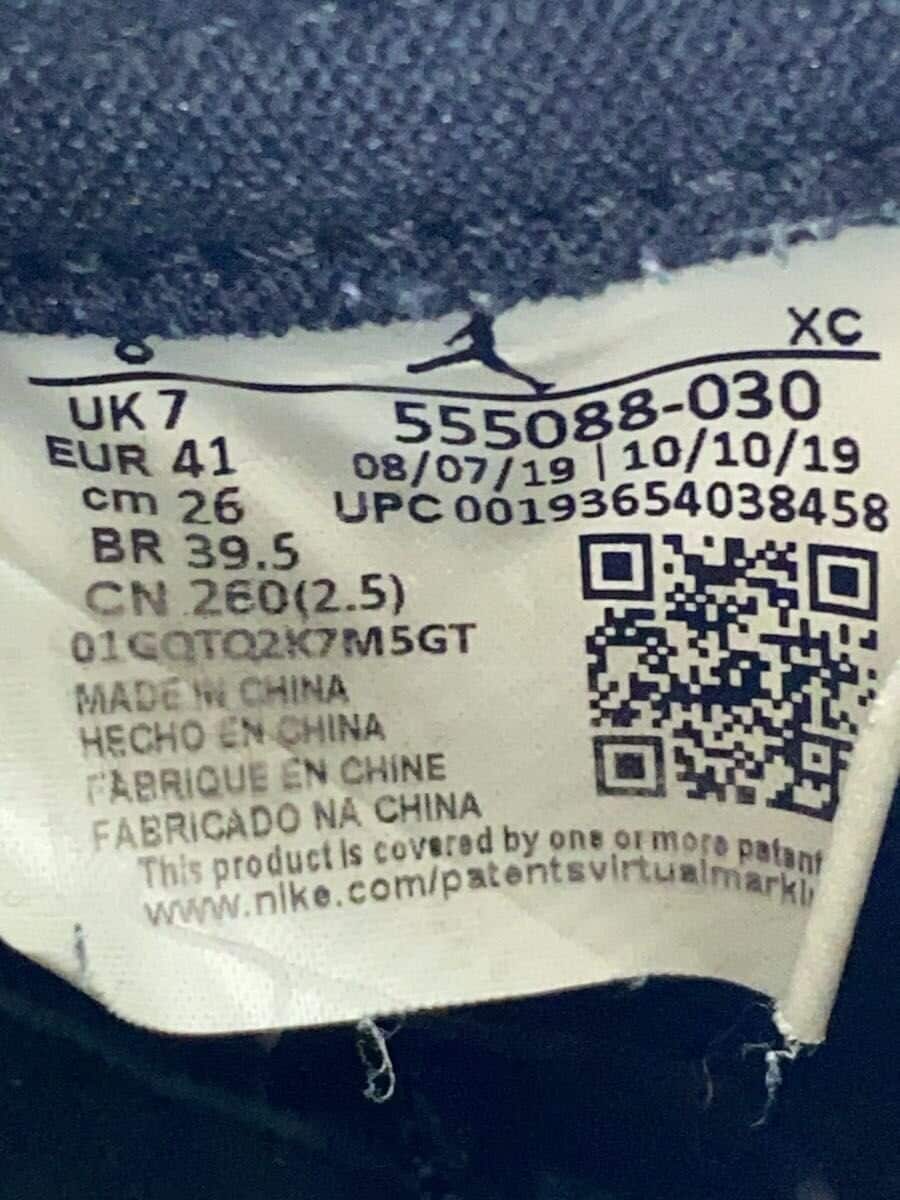 8
XC
UK 7
EUR 41
cm 26
BR 39.5
CN 260(2.5)
555088-030
08/07/19 | 10/10/19
UPC 00193654038458
MADE IN CHINA
HECHO EN CHINA
FABRIQUE EN CHINE
FABRICADO NA CHINA
This product is covered by one or more patent
www.nike.com/patentsvirtualmarki